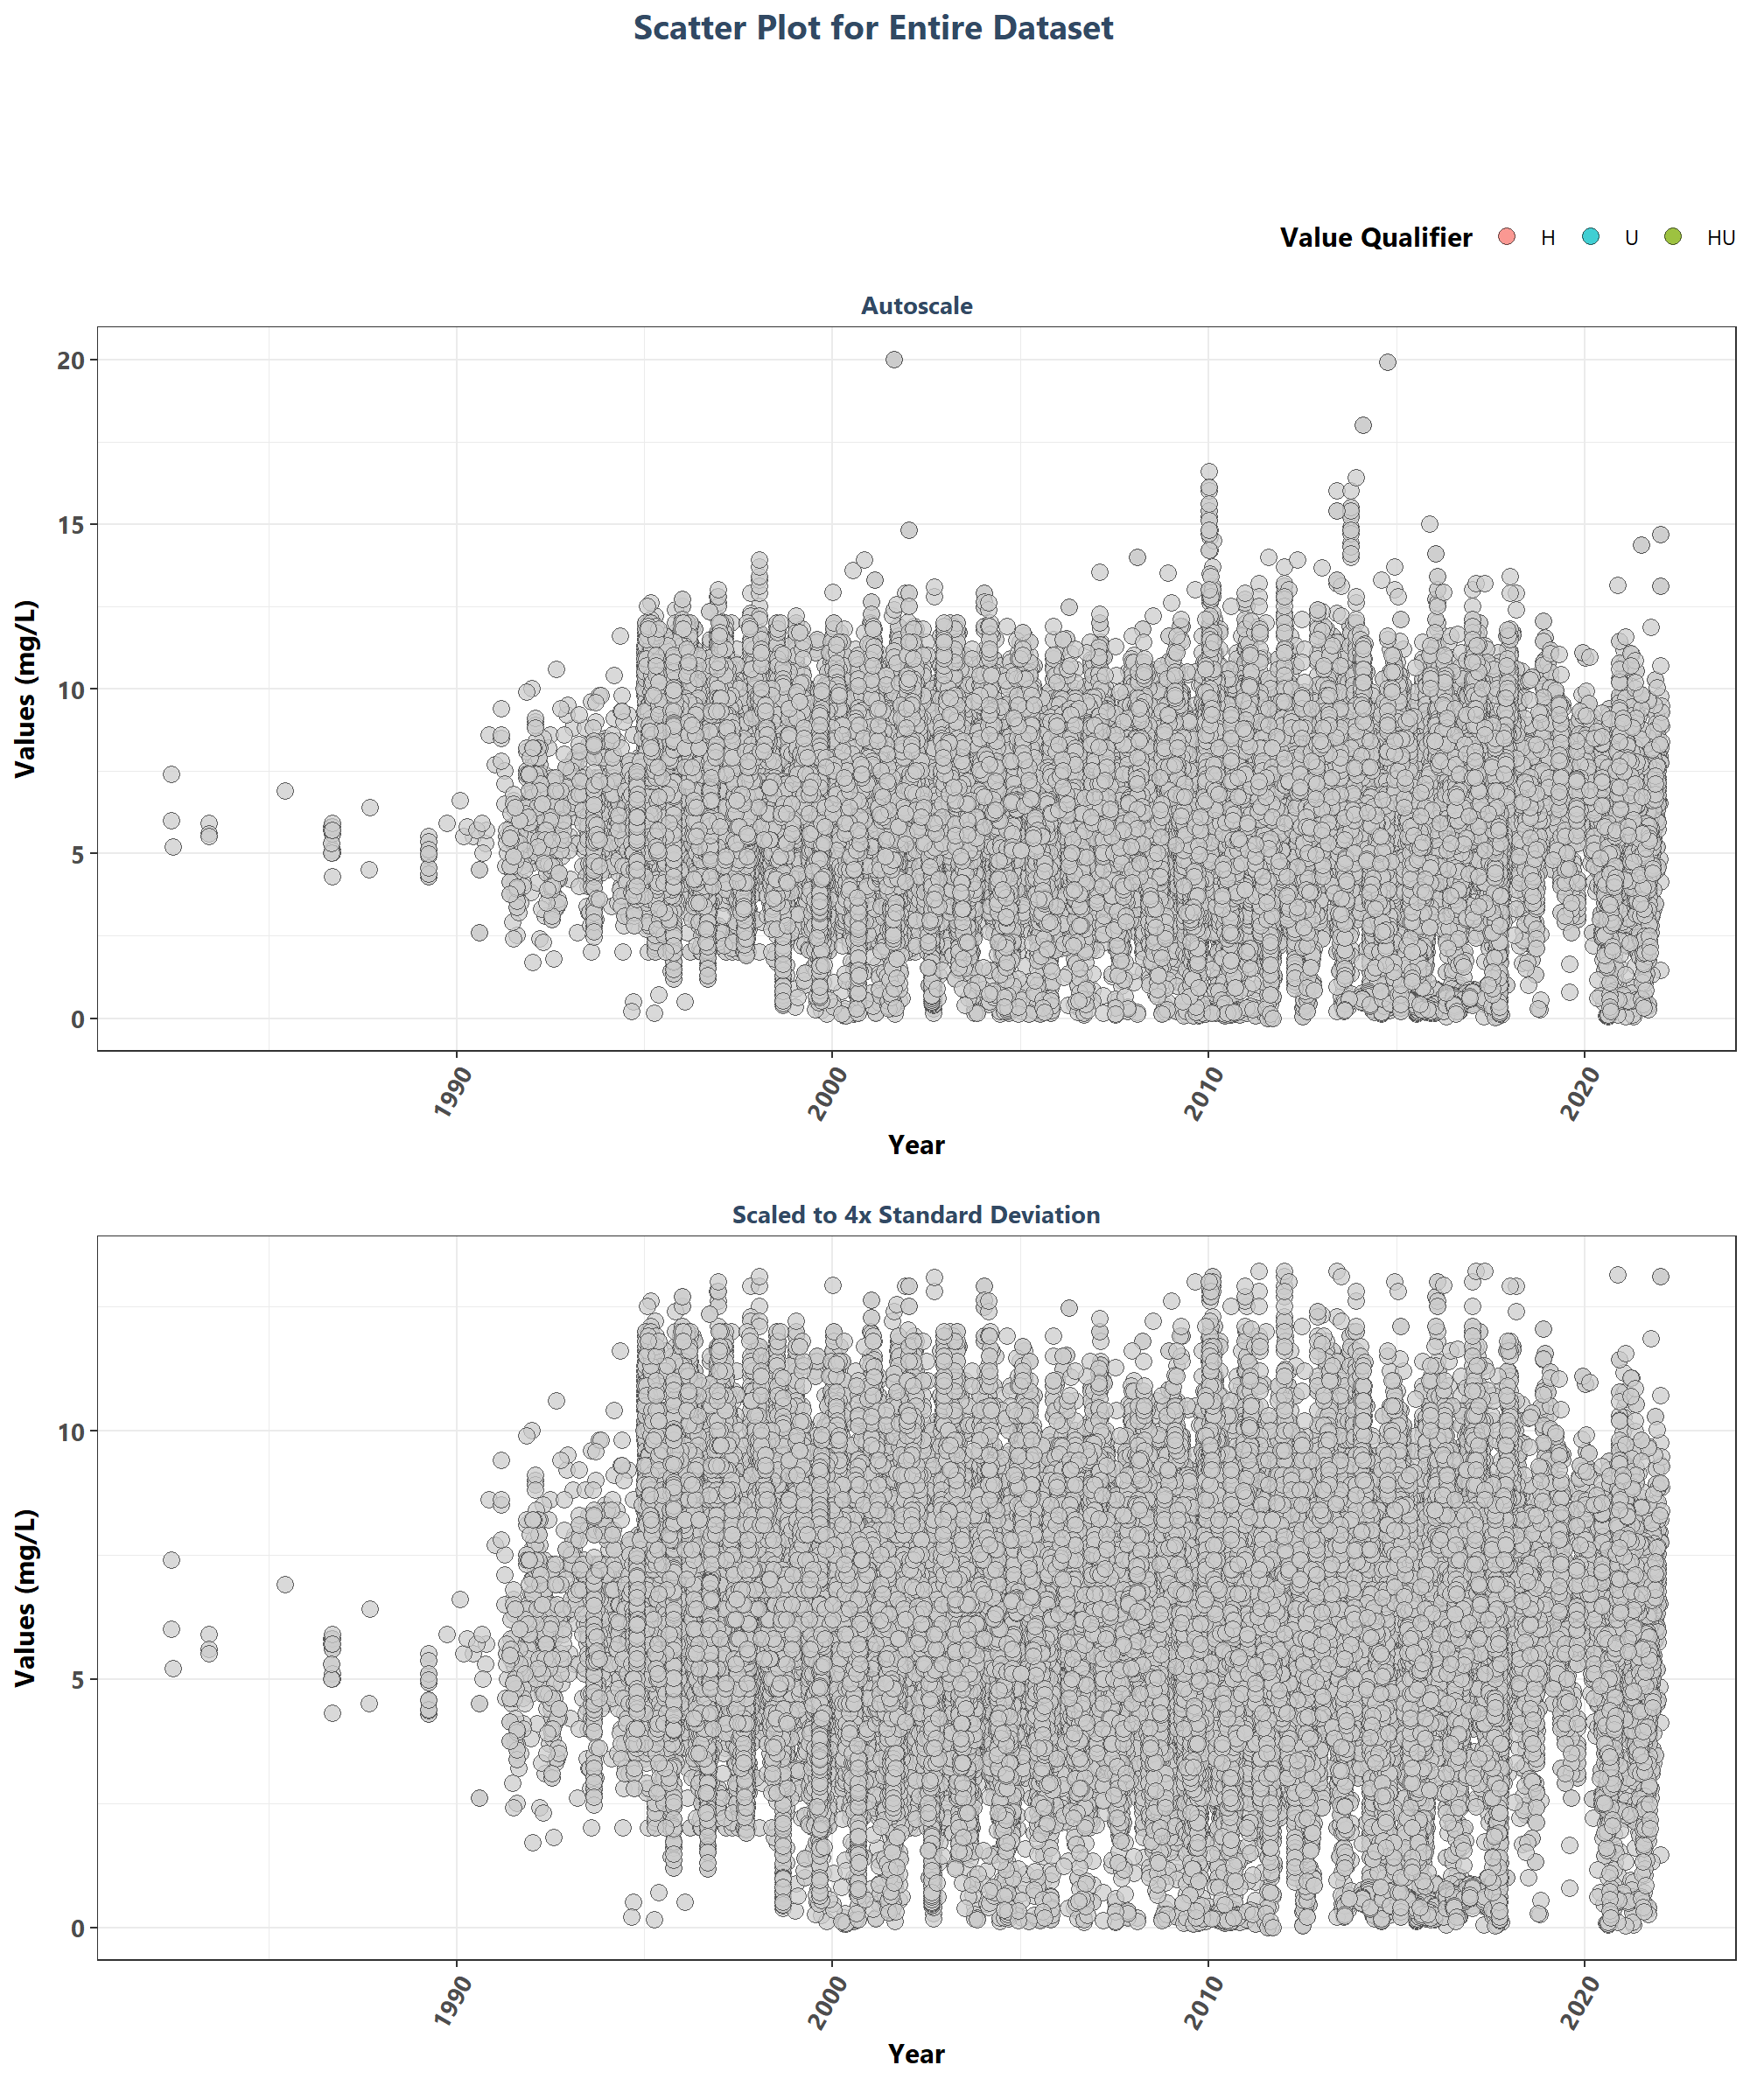 Scatter Plot for Entire Dataset
Value Qualifier H U HU
Autoscale
Values (mg/L)
20
15
10
5
0
1990 2000 2010 2020
Year
Scaled to 4x Standard Deviation
Values (mg/L)
10
5
0
1990 2000 2010 2020
Year